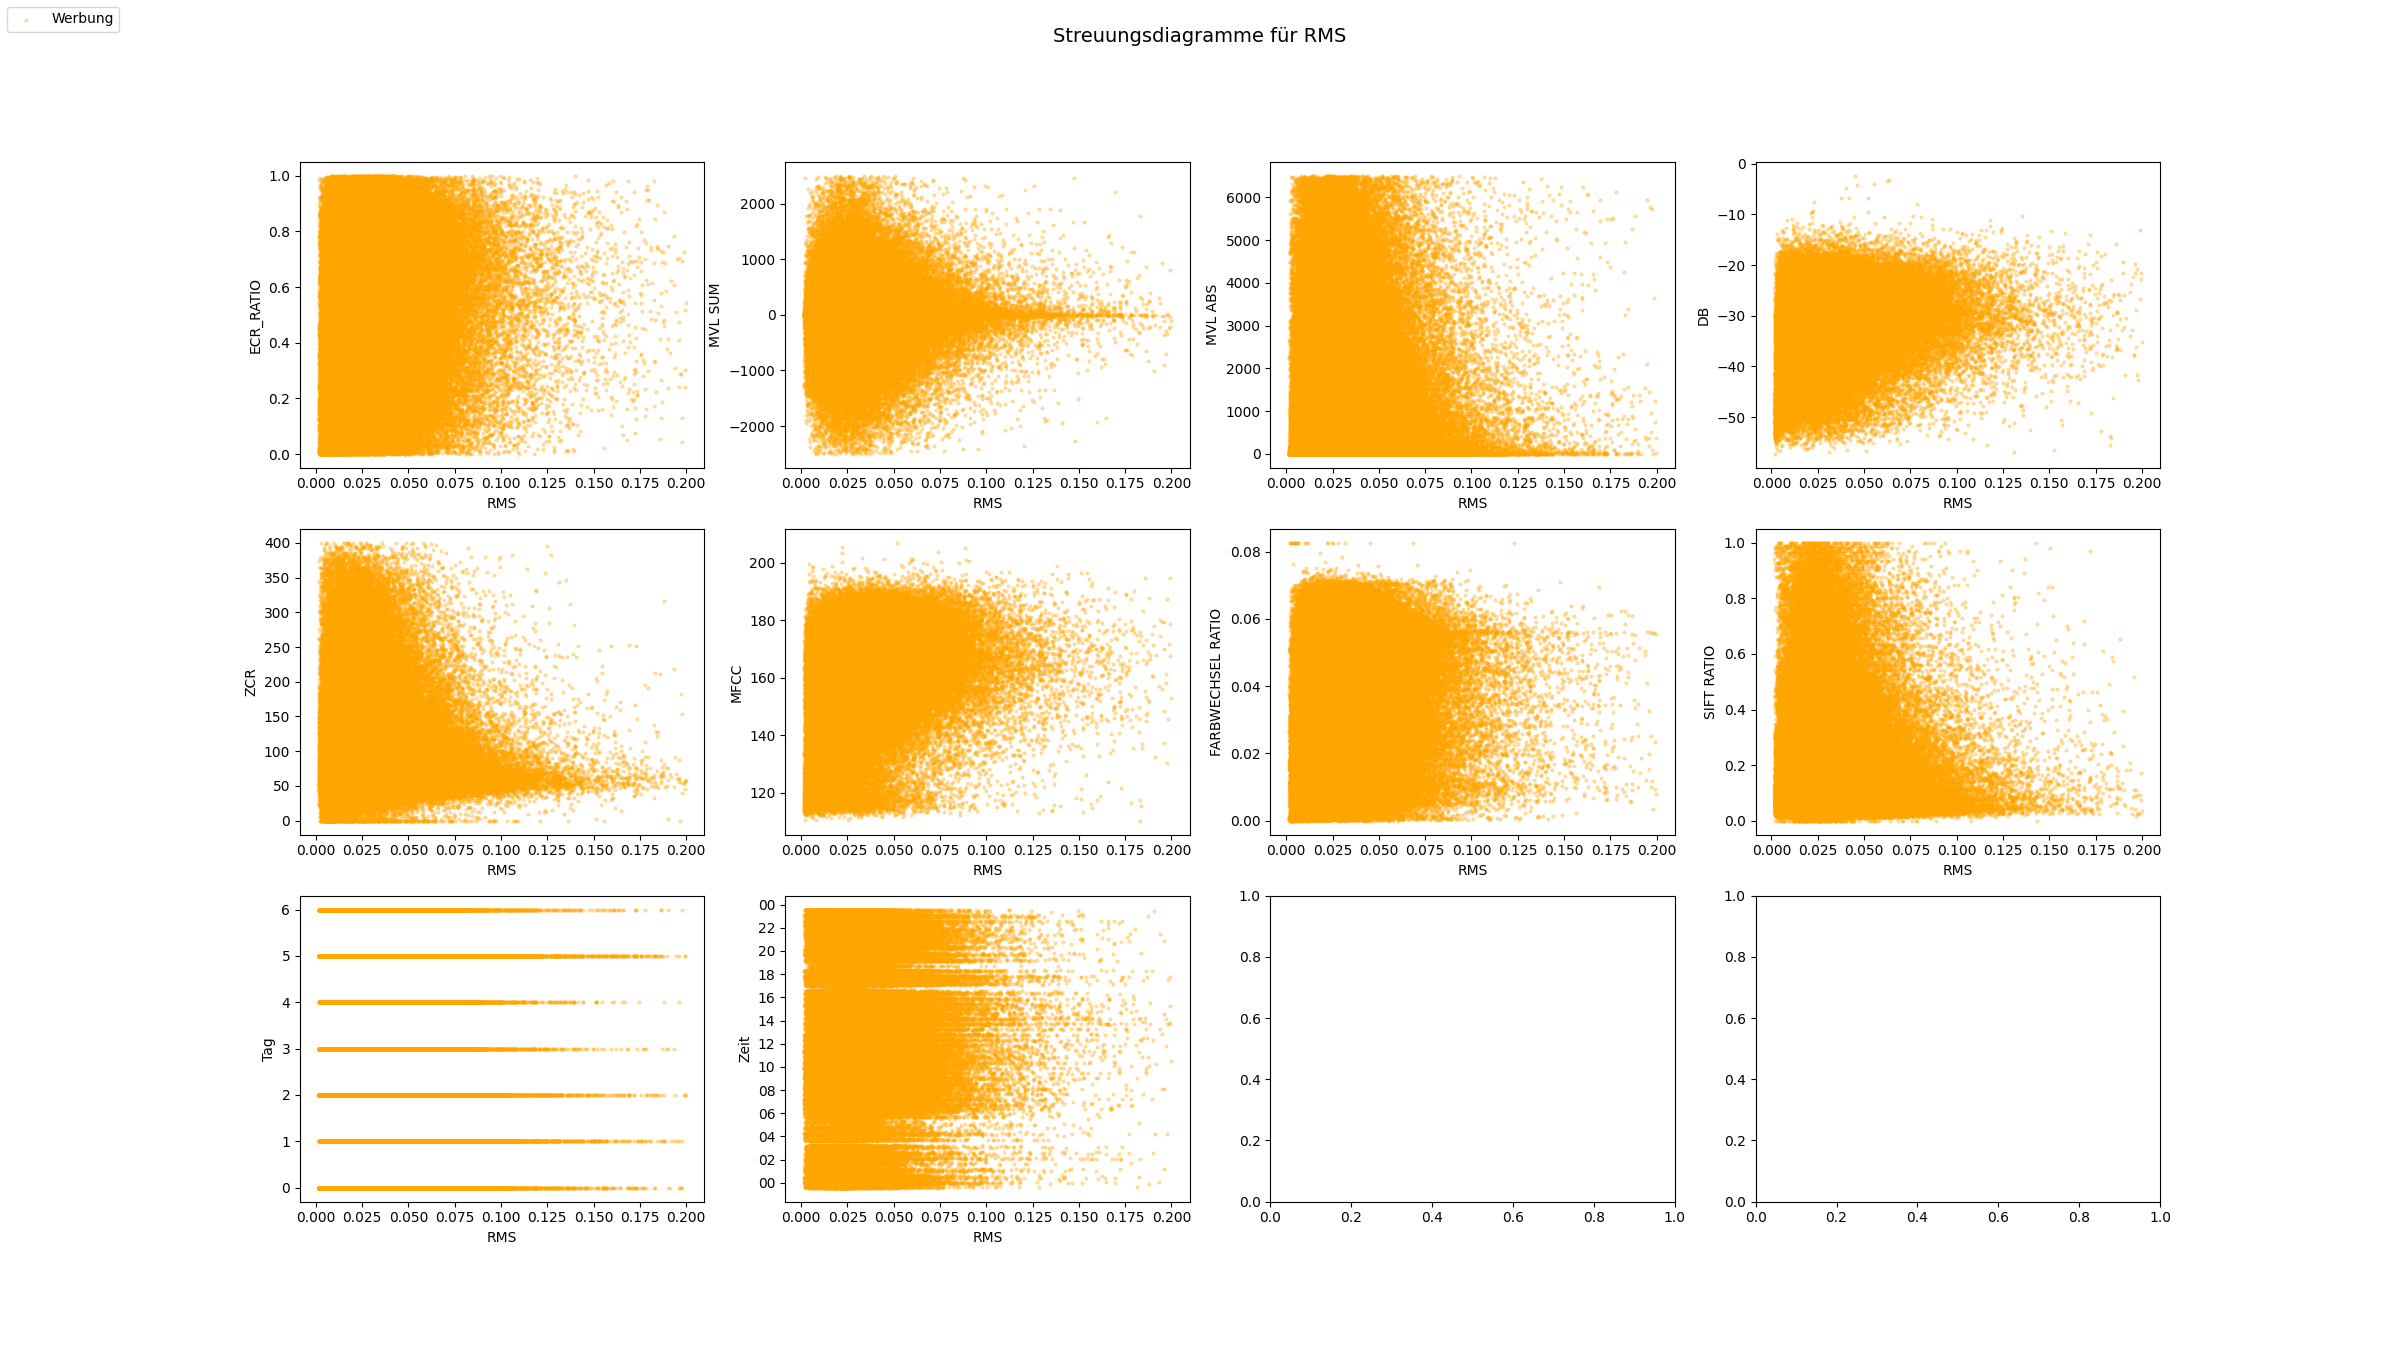 Werbung
Streuungsdiagramme für RMS
1.0
0.8
0.6
0.4
0.2
0.0
ECR_RATIO
0.000 0.025 0.050 0.075 0.100 0.125 0.150 0.175 0.200
RMS
2000
1000
0
−1000
−2000
MVL SUM
0.000 0.025 0.050 0.075 0.100 0.125 0.150 0.175 0.200
RMS
6000
5000
4000
3000
2000
1000
0
MVL ABS
0.000 0.025 0.050 0.075 0.100 0.125 0.150 0.175 0.200
RMS
0
−10
−20
−30
−40
−50
DB
0.000 0.025 0.050 0.075 0.100 0.125 0.150 0.175 0.200
RMS
400
350
300
250
200
150
100
50
0
ZCR
0.000 0.025 0.050 0.075 0.100 0.125 0.150 0.175 0.200
RMS
200
180
160
140
120
MFCC
0.000 0.025 0.050 0.075 0.100 0.125 0.150 0.175 0.200
RMS
0.08
0.06
0.04
0.02
0.00
FARBWECHSEL RATIO
0.000 0.025 0.050 0.075 0.100 0.125 0.150 0.175 0.200
RMS
1.0
0.8
0.6
0.4
0.2
0.0
SIFT RATIO
0.000 0.025 0.050 0.075 0.100 0.125 0.150 0.175 0.200
RMS
6
5
4
3
2
1
0
Tag
0.000 0.025 0.050 0.075 0.100 0.125 0.150 0.175 0.200
RMS
00
22
20
18
16
14
12
10
08
06
04
02
00
Zeit
0.000 0.025 0.050 0.075 0.100 0.125 0.150 0.175 0.200
RMS
1.0
0.8
0.6
0.4
0.2
0.0
0.0 0.2 0.4 0.6 0.8 1.0
1.0
0.8
0.6
0.4
0.2
0.0
0.0 0.2 0.4 0.6 0.8 1.0